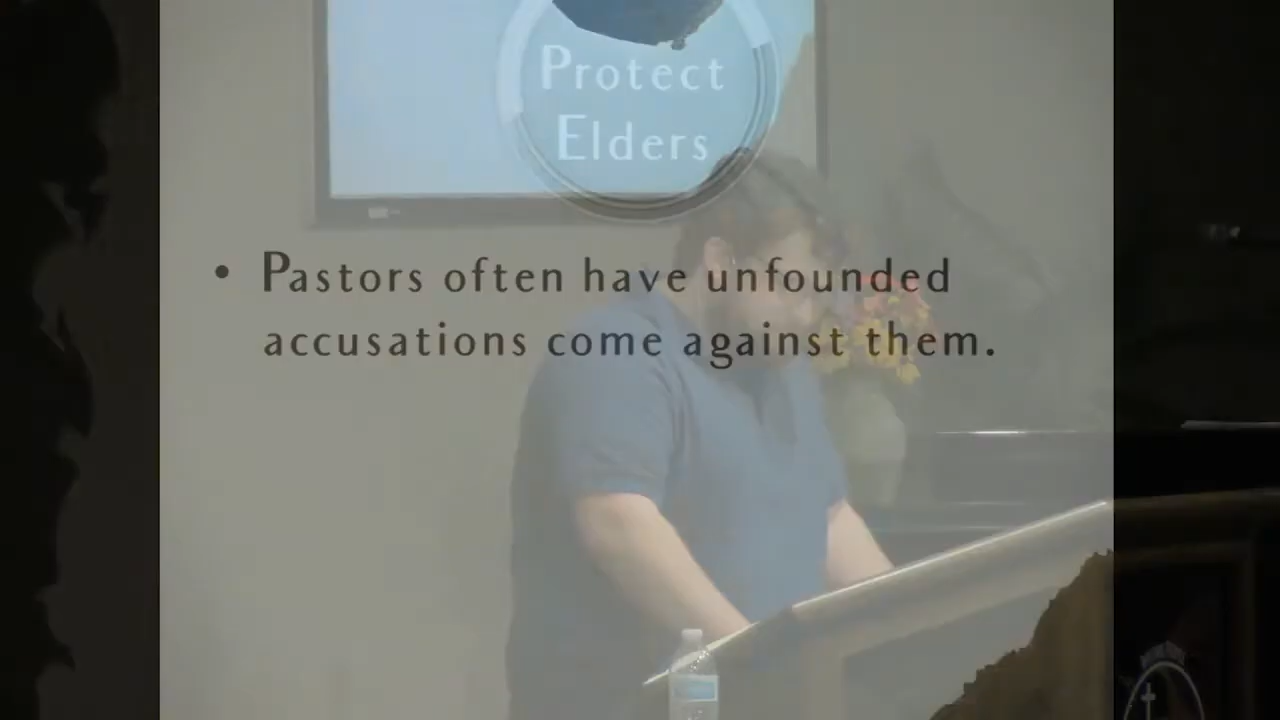 Protect
Elders
• Pastors often have unfounded
accusations come against them.